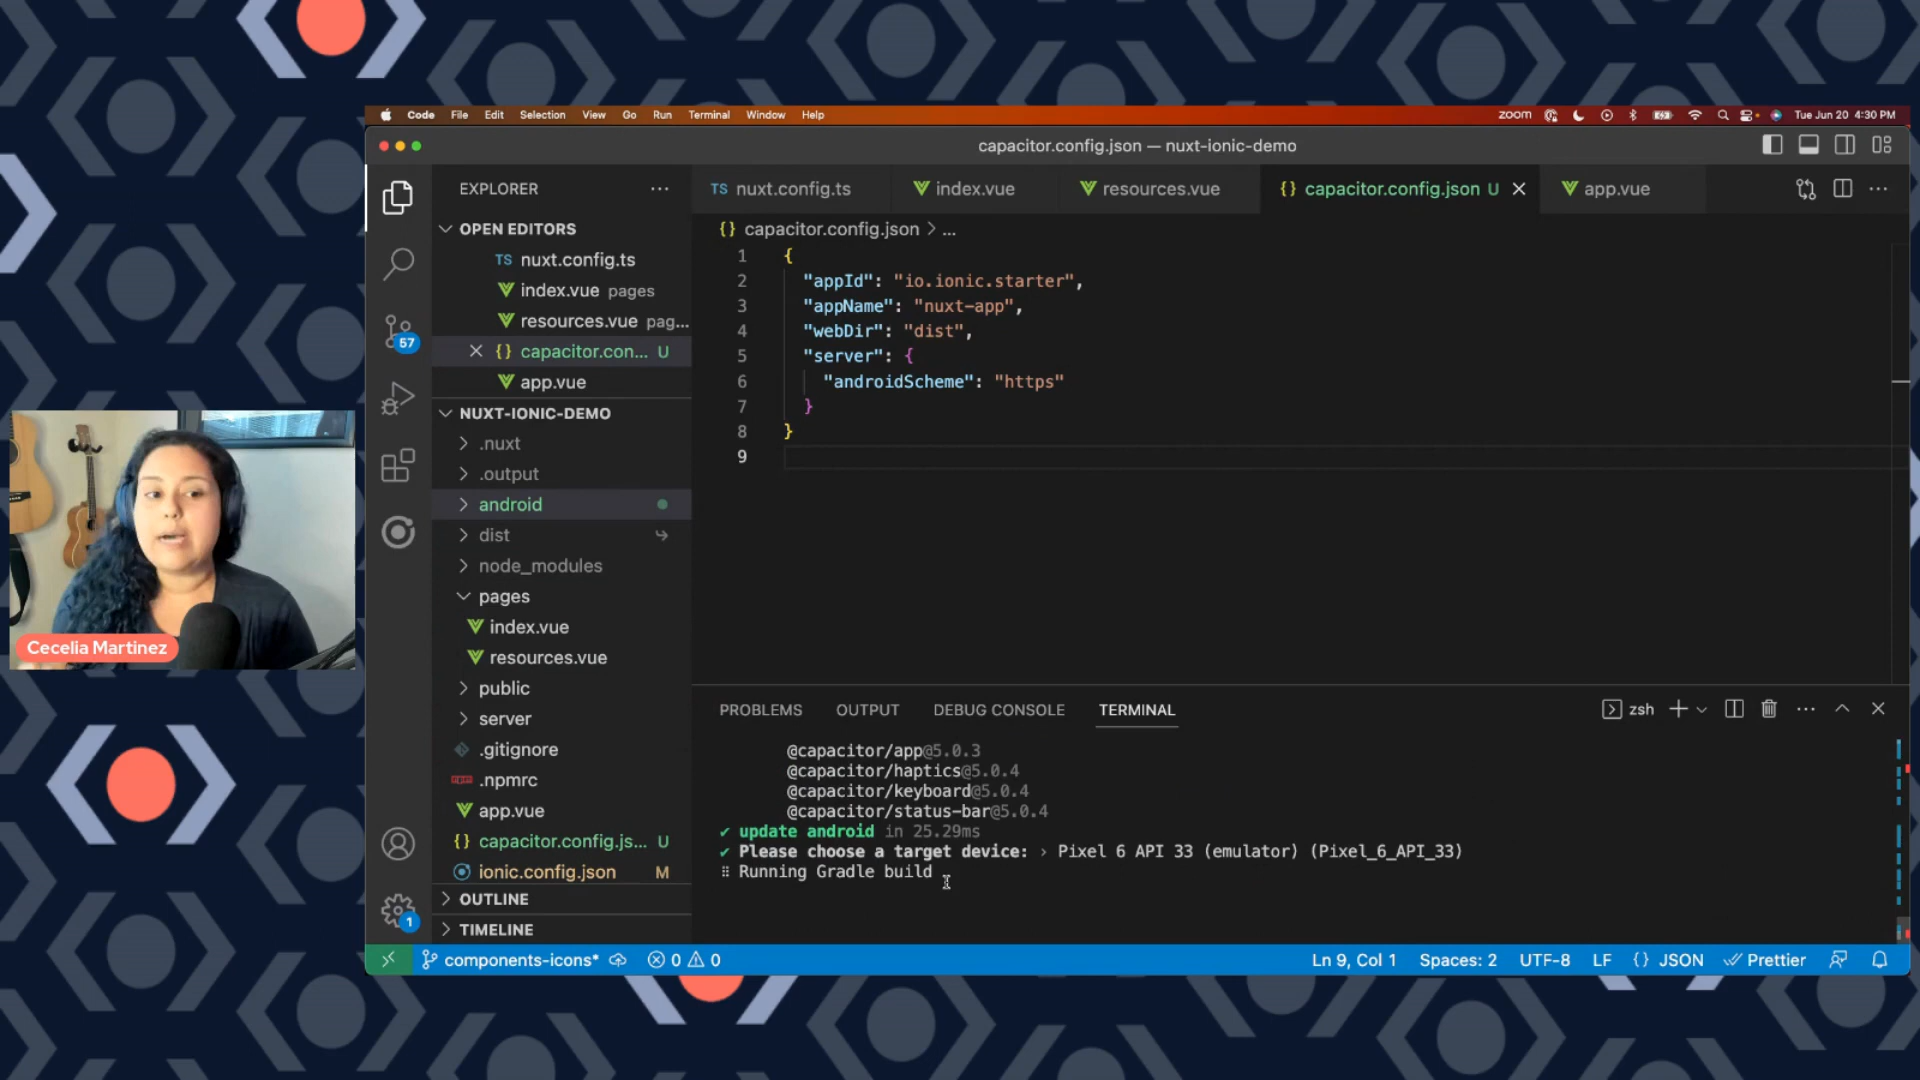 Code File Edit Selection View Go Run Terminal Window Help
zoom
Tue Jun 20 4:30 PM
capacitor.config.json — nuxt-ionic-demo
EXPLORER
OPEN EDITORS
TS nuxt.config.ts
index.vue pages
resources.vue pag...
{} capacitor.con... U
app.vue
NUXT-IONIC-DEMO
.nuxt
.output
android
dist
node_modules
pages
index.vue
resources.vue
public
server
.gitignore
.npmrc
app.vue
{} capacitor.config.js... U
ionic.config.json M
OUTLINE
TIMELINE
57
1
TS nuxt.config.ts
index.vue
resources.vue
{} capacitor.config.json U
app.vue
{} capacitor.config.json > ...
1 {
2 "appId": "io.ionic.starter",
3 "appName": "nuxt-app",
4 "webDir": "dist",
5 "server": {
6 "androidScheme": "https"
7 }
8 }
9
PROBLEMS OUTPUT DEBUG CONSOLE TERMINAL
zsh
@capacitor/app@5.0.3
@capacitor/haptics@5.0.4
@capacitor/keyboard@5.0.4
@capacitor/status-bar@5.0.4
✔ update android in 25.29ms
✔ Please choose a target device: › Pixel 6 API 33 (emulator) (Pixel_6_API_33)
⠿ Running Gradle build
components-icons* 0 0
Ln 9, Col 1 Spaces: 2 UTF-8 LF {} JSON Prettier
Cecelia Martinez